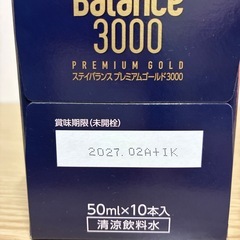 Balance
3000
PREMIUM GOLD
ステイバランス プレミアムゴールド3000
賞味期限(未開栓)
2027.02A+IK
50ml×10本入
清涼飲料水